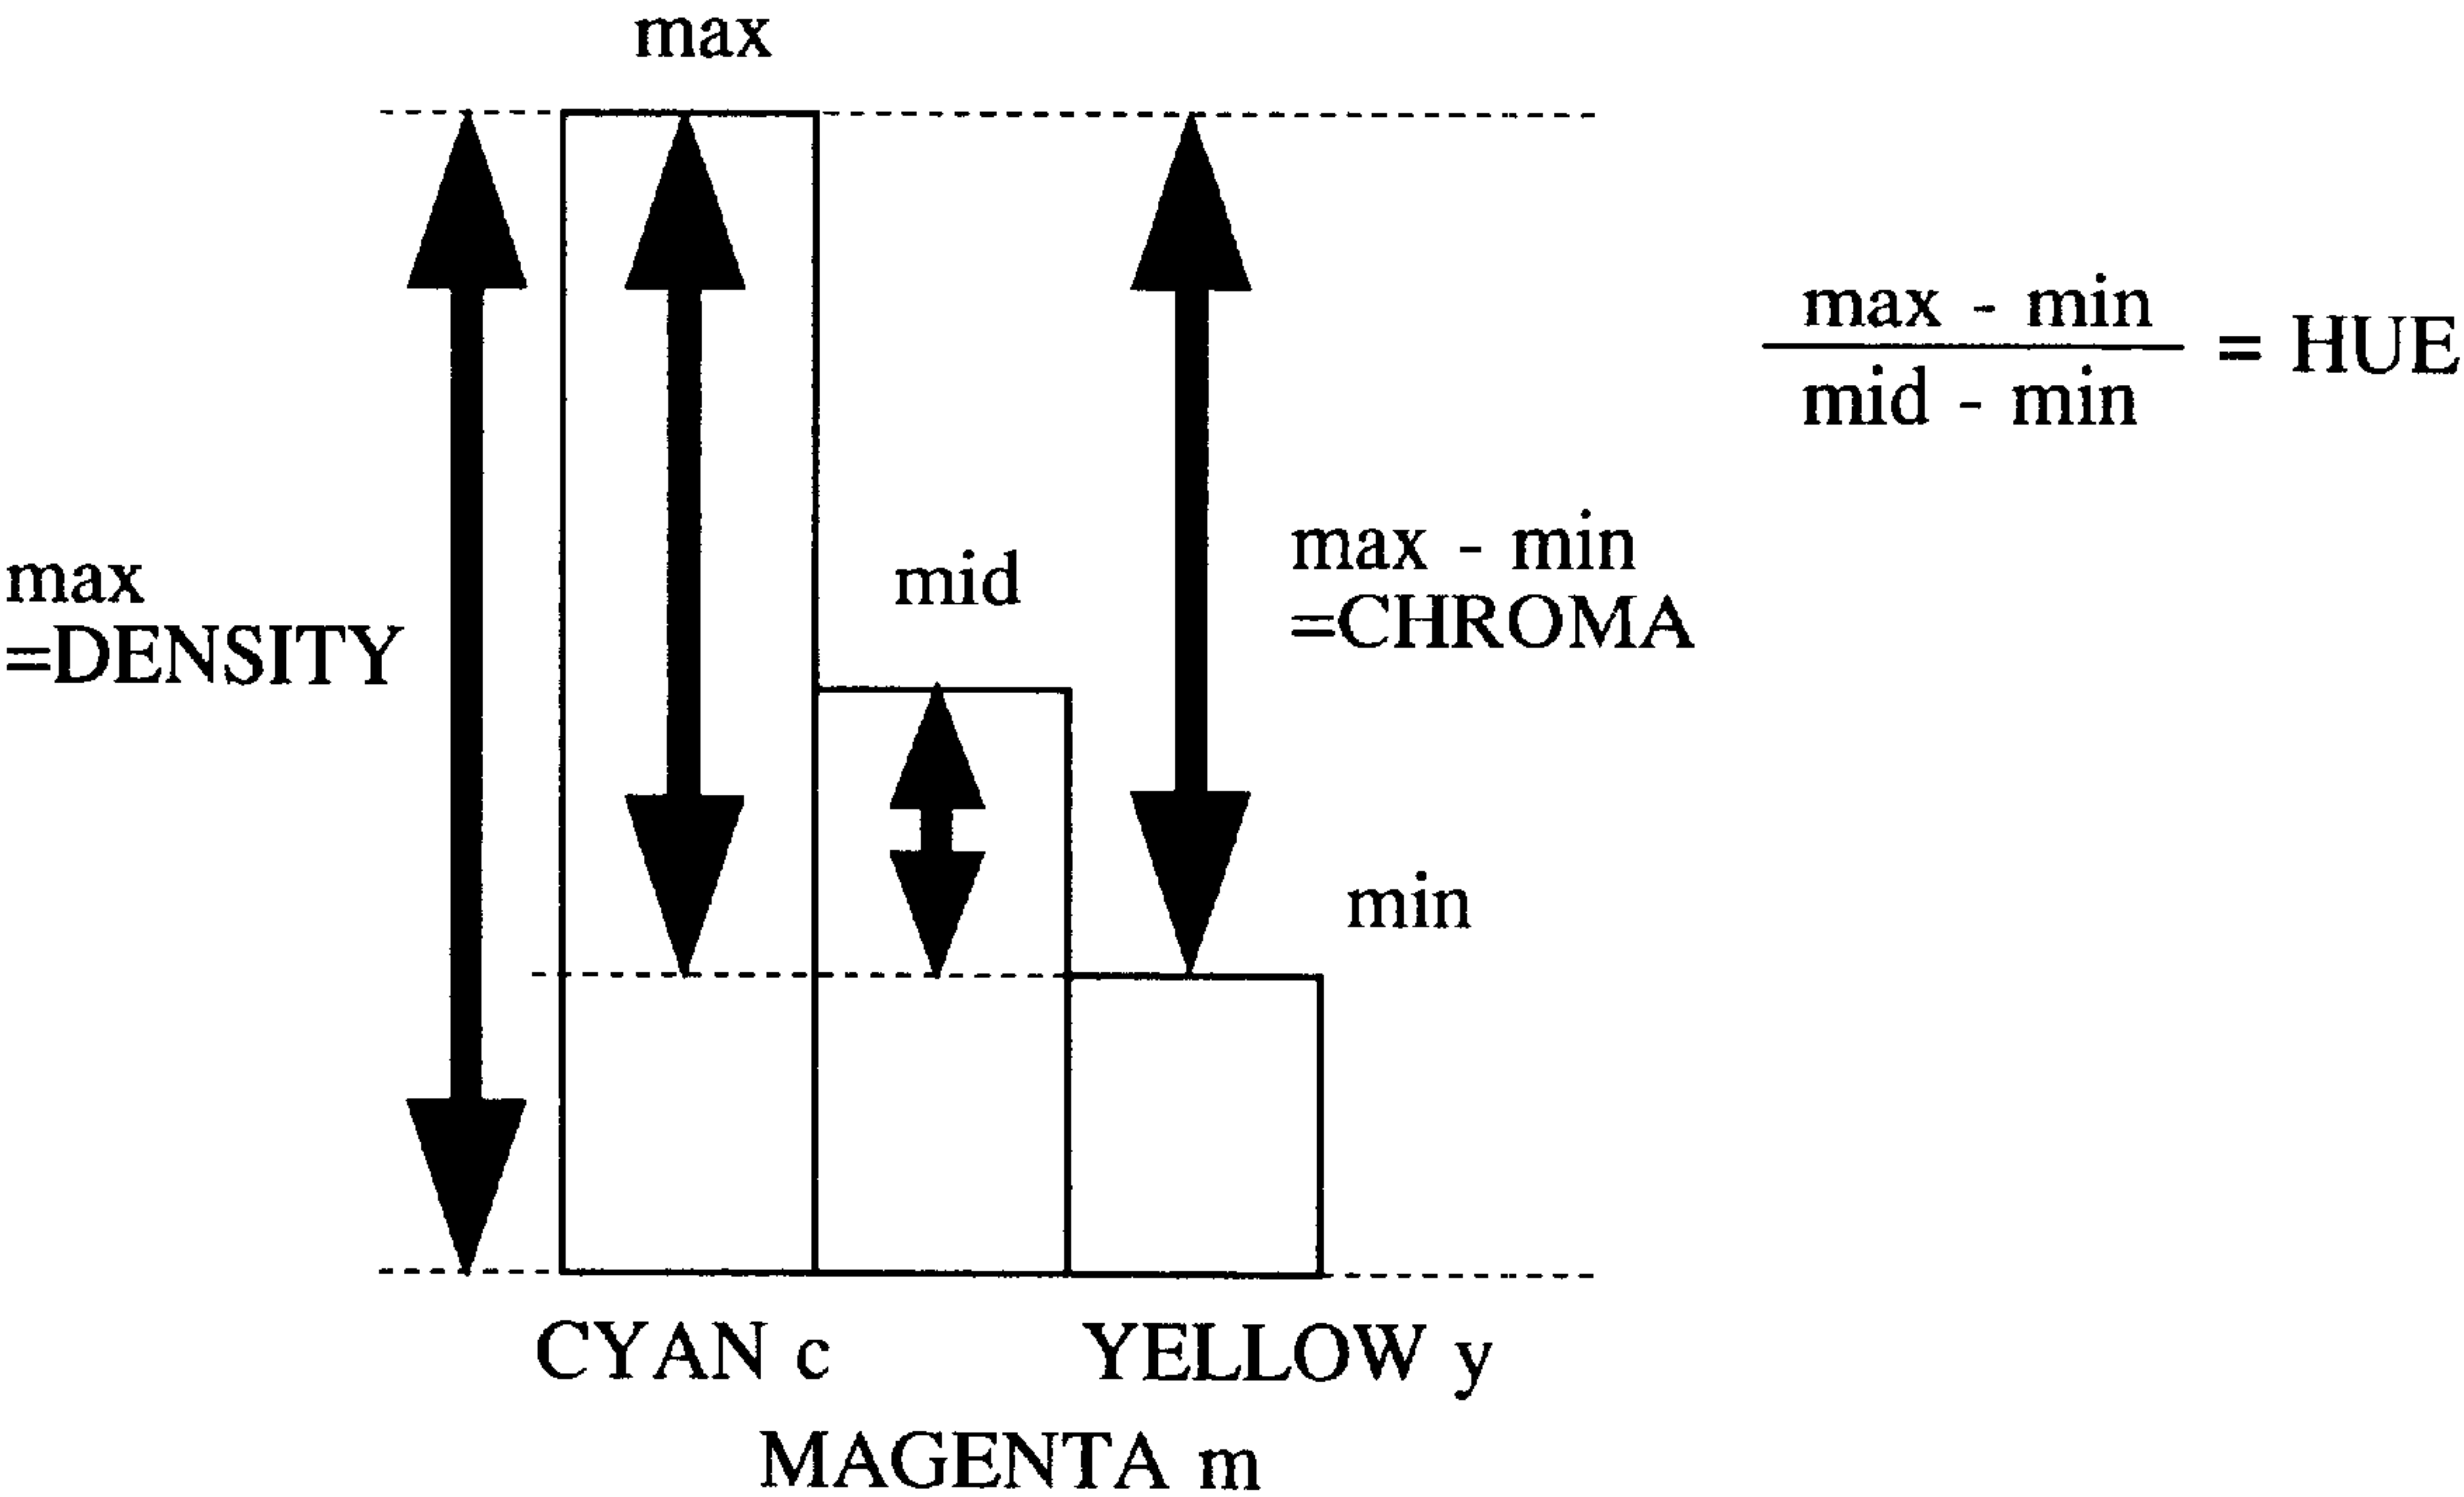 max
max - min
= HUE
mid - min
max
=DENSITY
mid
max - min
=CHROMA
min
CYAN c
YELLOW y
MAGENTA m